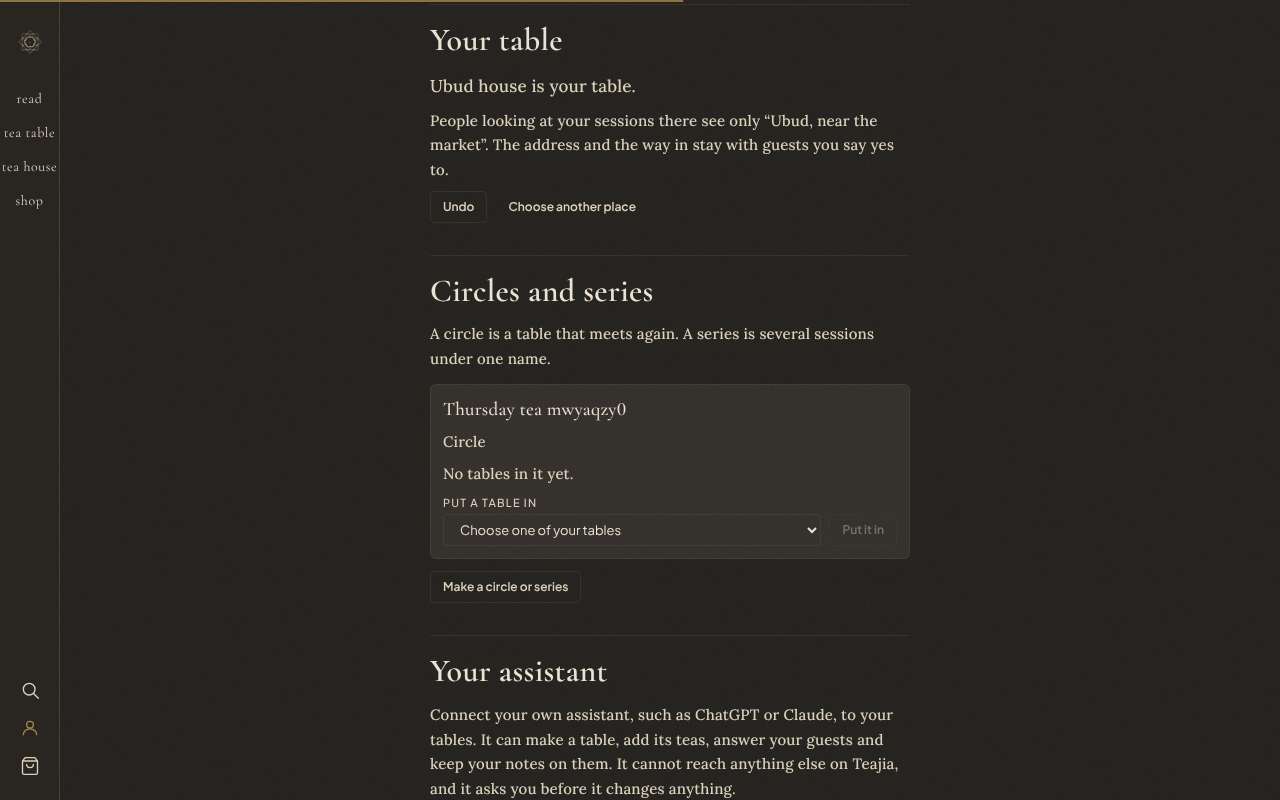 read
tea table
tea house
shop
Your table
Ubud house is your table.
People looking at your sessions there see only “Ubud, near the
market”. The address and the way in stay with guests you say yes
to.
Undo
Choose another place
Circles and series
A circle is a table that meets again. A series is several sessions
under one name.
Thursday tea mwyaqzy0
Circle
No tables in it yet.
PUT A TABLE IN
Choose one of your tables
Put it in
Make a circle or series
Your assistant
Connect your own assistant, such as ChatGPT or Claude, to your
tables. It can make a table, add its teas, answer your guests and
keep your notes on them. It cannot reach anything else on Teajia,
and it asks you before it changes anything.